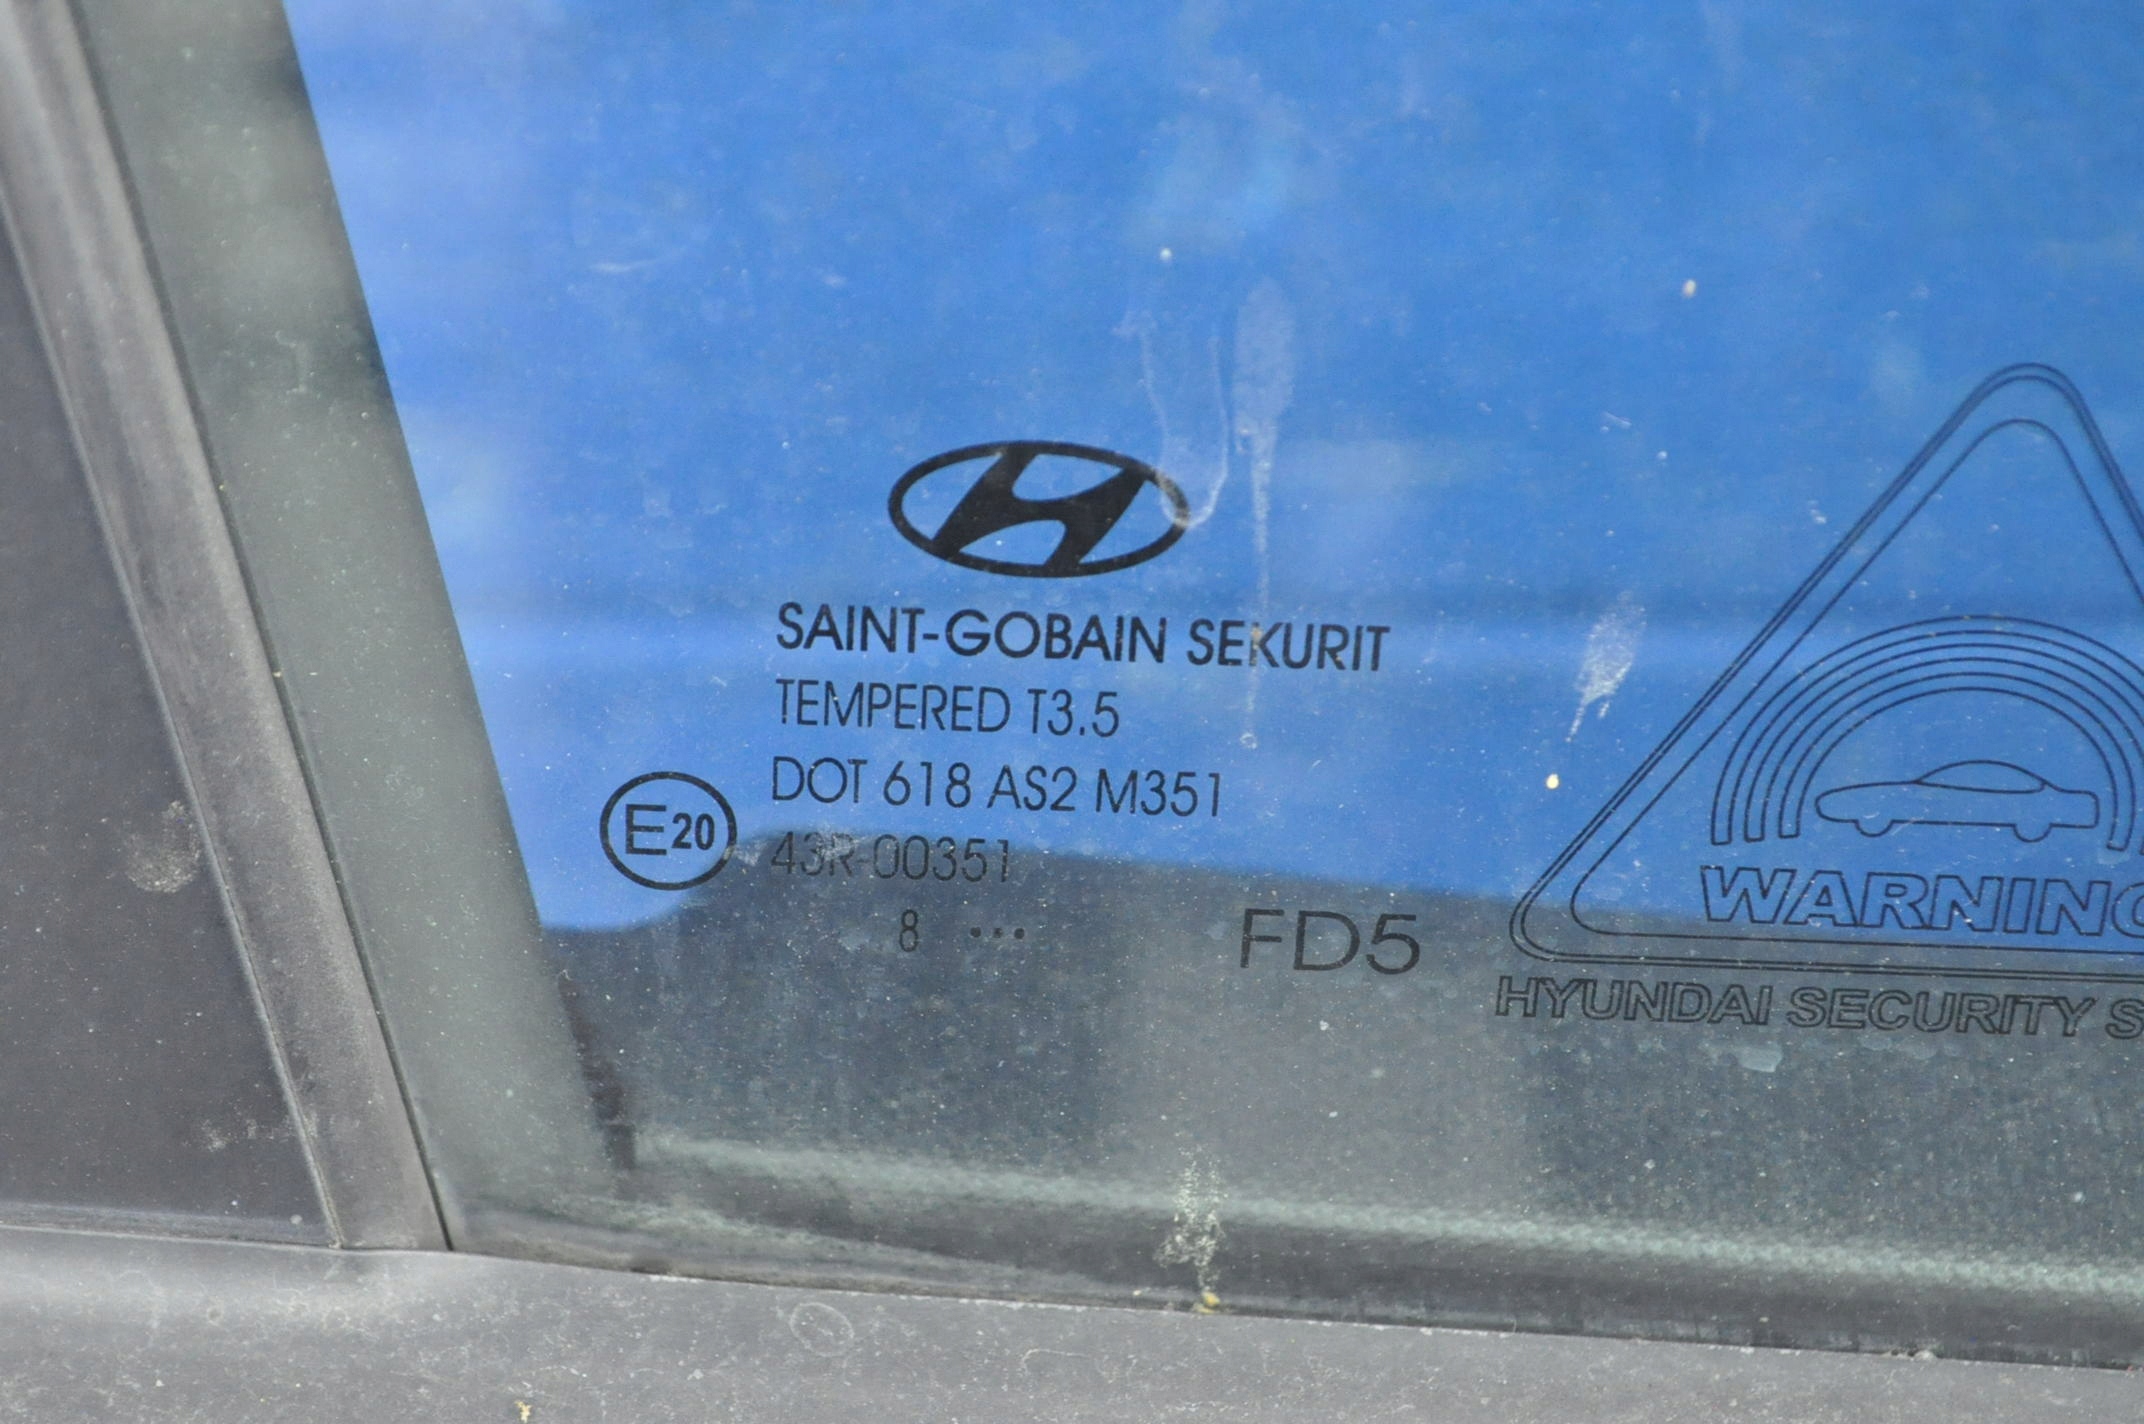 SAINT-GOBAIN SEKURIT
TEMPERED T3.5
DOT 618 AS2 M351
E20 43R-00351
8 ...
FD5
WARNING
HYUNDAI SECURITY S